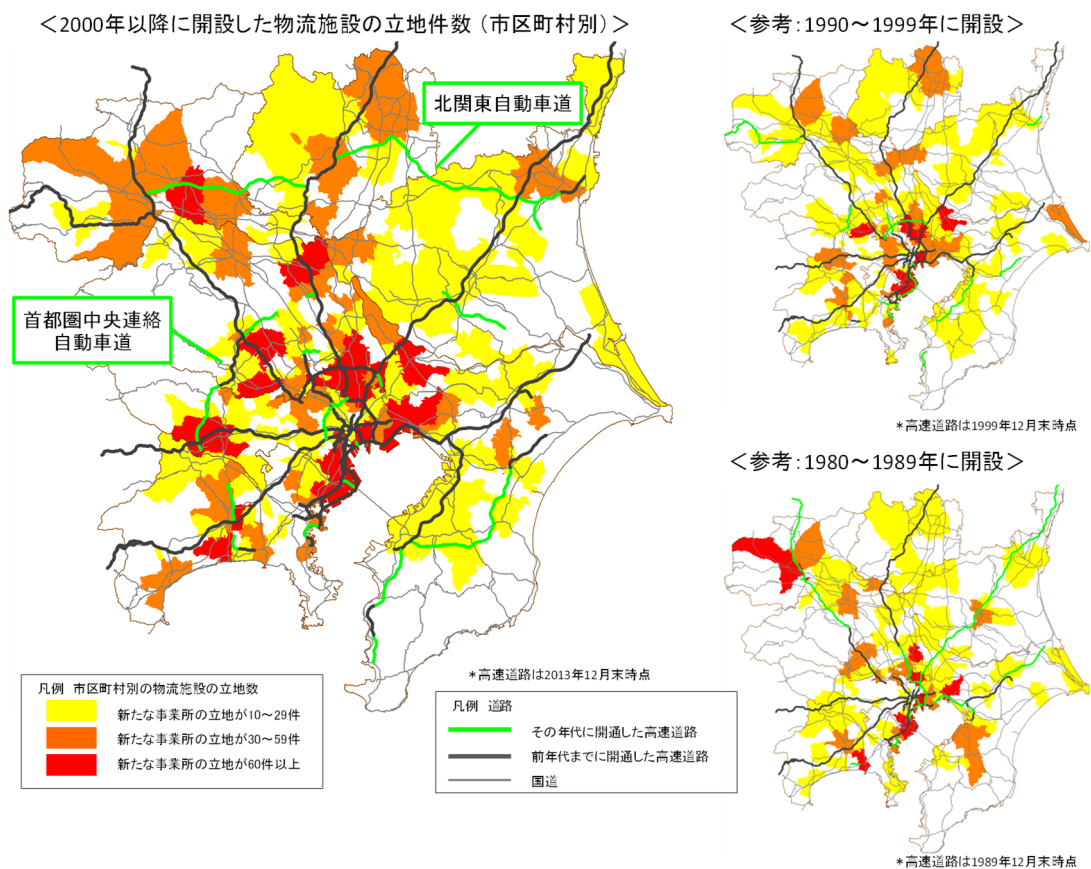 ＜2000年以降に開設した物流施設の立地件数（市区町村別）＞
＜参考：1990～1999年に開設＞
北関東自動車道
首都圏中央連絡
自動車道
＊高速道路は1999年12月末時点
＜参考：1980～1989年に開設＞
＊高速道路は2013年12月末時点
凡例 市区町村別の物流施設の立地数
新たな事業所の立地が10～29件
新たな事業所の立地が30～59件
新たな事業所の立地が60件以上
凡例 道路
その年代に開通した高速道路
前年代までに開通した高速道路
国道
＊高速道路は1989年12月末時点